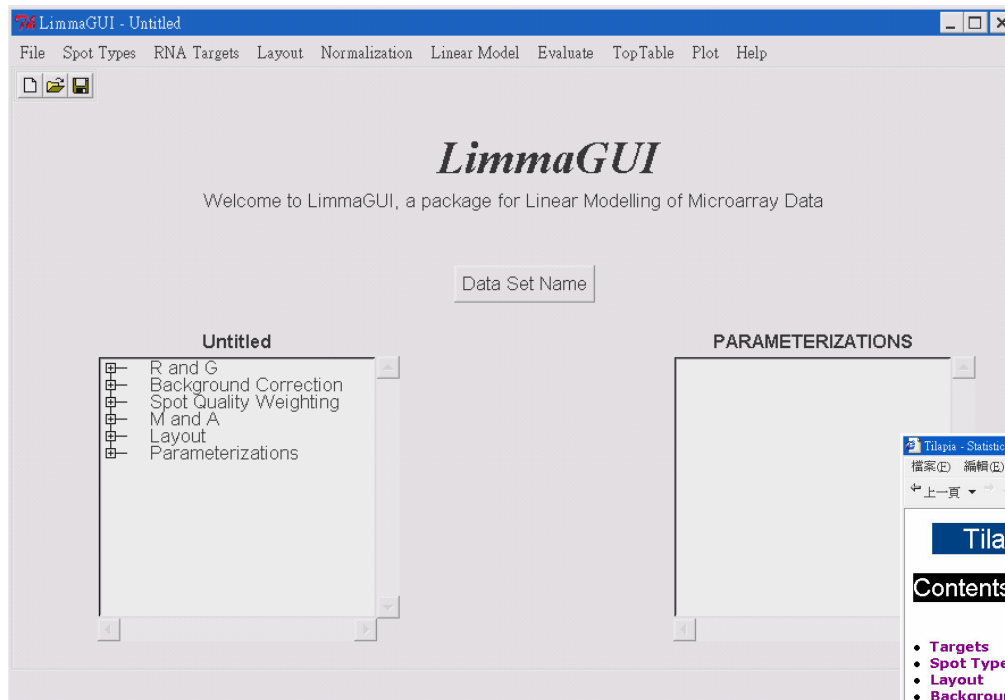 LimmaGUI - Untitled
File Spot Types RNA Targets Layout Normalization Linear Model Evaluate TopTable Plot Help
LimmaGUI
Welcome to LimmaGUI, a package for Linear Modelling of Microarray Data
Data Set Name
Untitled
R and G
Background Correction
Spot Quality Weighting
M and A
Layout
Parameterizations
PARAMETERIZATIONS
Tilapia - Statistic
檔案(F) 編輯(E)
上一頁
Tila
Contents
Targets
Spot Type
Layout
Backgroun